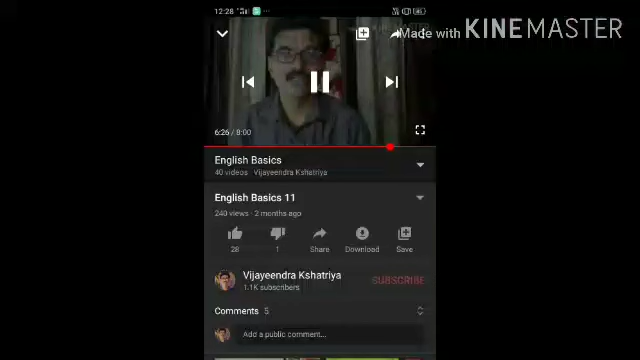 12:28
Made with KINEMASTER
6:26 / 8:00
English Basics
40 videos · Vijayeendra Kshatriya
English Basics 11
240 views · 2 months ago
28 1 Share Download Save
Vijayeendra Kshatriya
1.1K subscribers
SUBSCRIBE
Comments 5
Add a public comment...